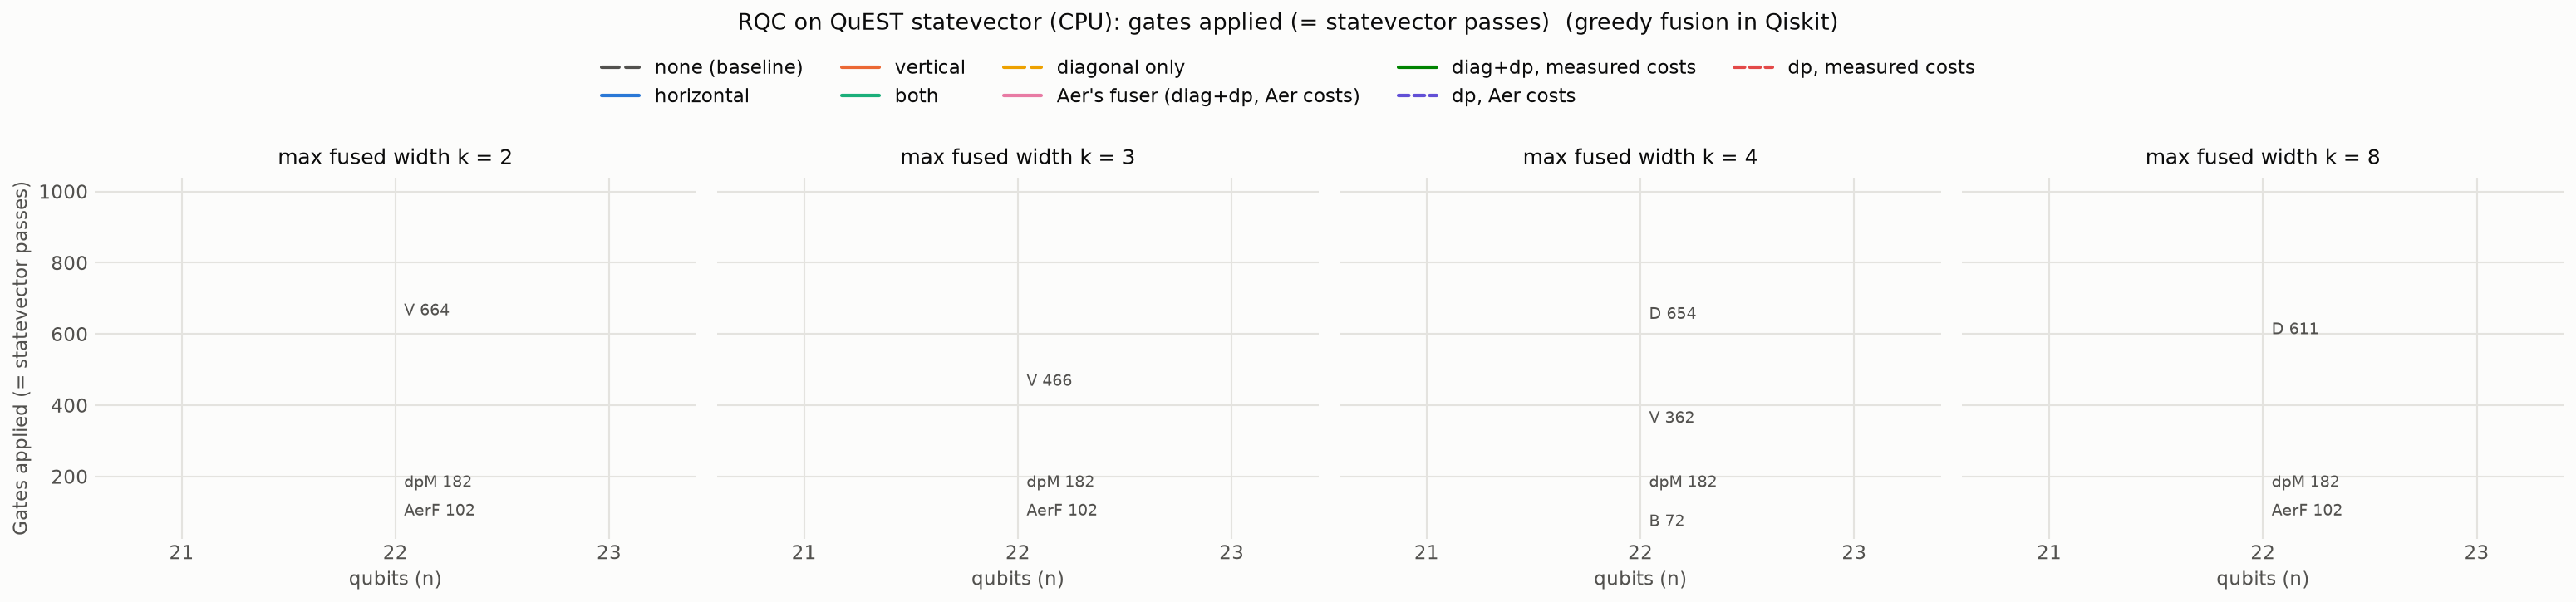 RQC on QuEST statevector (CPU): gates applied (= statevector passes)  (greedy fusion in Qiskit)
none (baseline) vertical diagonal only diag+dp, measured costs dp, measured costs
horizontal both Aer's fuser (diag+dp, Aer costs) dp, Aer costs
max fused width k = 2
Gates applied (= statevector passes)
1000
800
600
400
200
V 664
dpM 182
AerF 102
21 22 23
qubits (n)
max fused width k = 3
V 466
dpM 182
AerF 102
21 22 23
qubits (n)
max fused width k = 4
D 654
V 362
dpM 182
B 72
21 22 23
qubits (n)
max fused width k = 8
D 611
dpM 182
AerF 102
21 22 23
qubits (n)